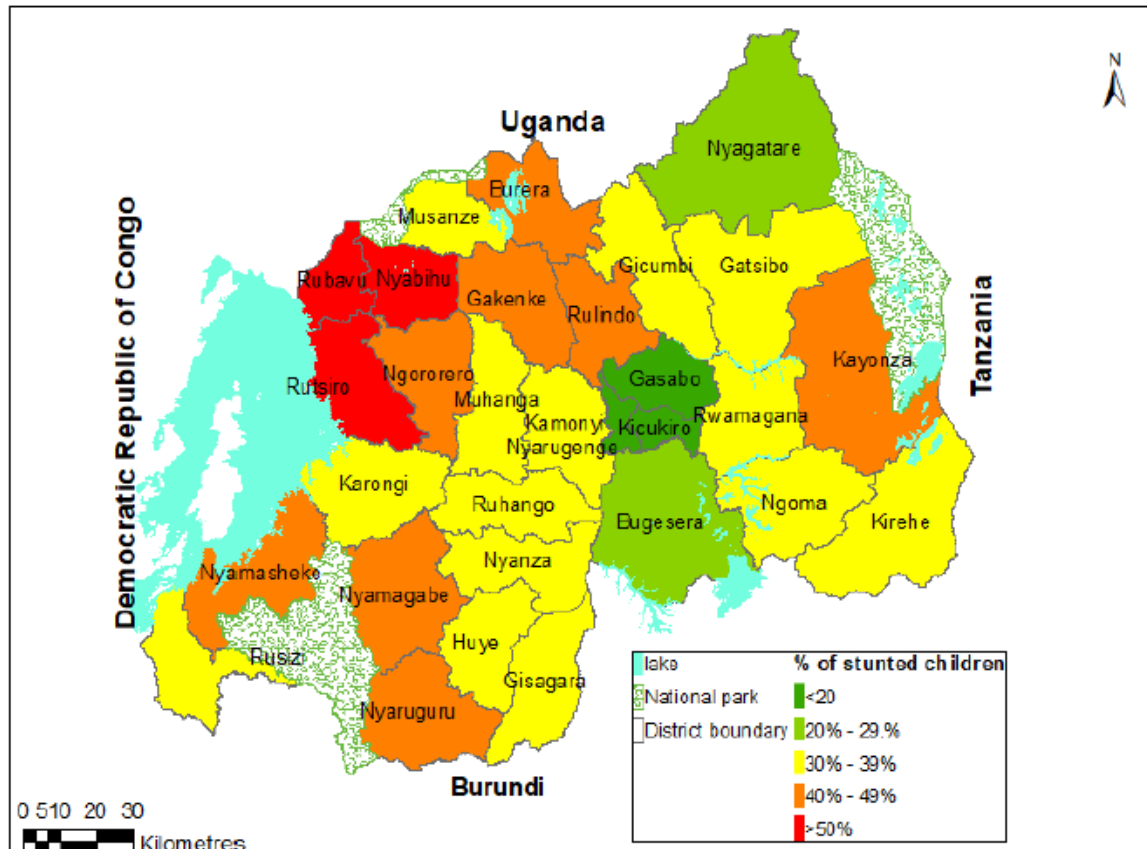 N
Uganda
Nyagatare
Eurera
Musanze
Gicumbi
Gatsibo
Rubavu
Nyabihu
Gakenke
Rulindo
Kayonza
Tanzania
Democratic Republic of Congo
Rutsiro
Ngororero
Muhanga
Gasabo
Kamonyi
Kicukiro
Rwamagana
Nyarugenge
Karongi
Ruhango
Eugesera
Ngoma
Kirehe
Nyamasheke
Nyanza
Nyamagabe
Huye
Rusizi
Gisagara
Nyaruguru
Burundi
lake
National park
District boundary
% of stunted children
<20
20% - 29.%
30% - 39%
40% - 49%
>50%
0 510 20 30
Kilometres